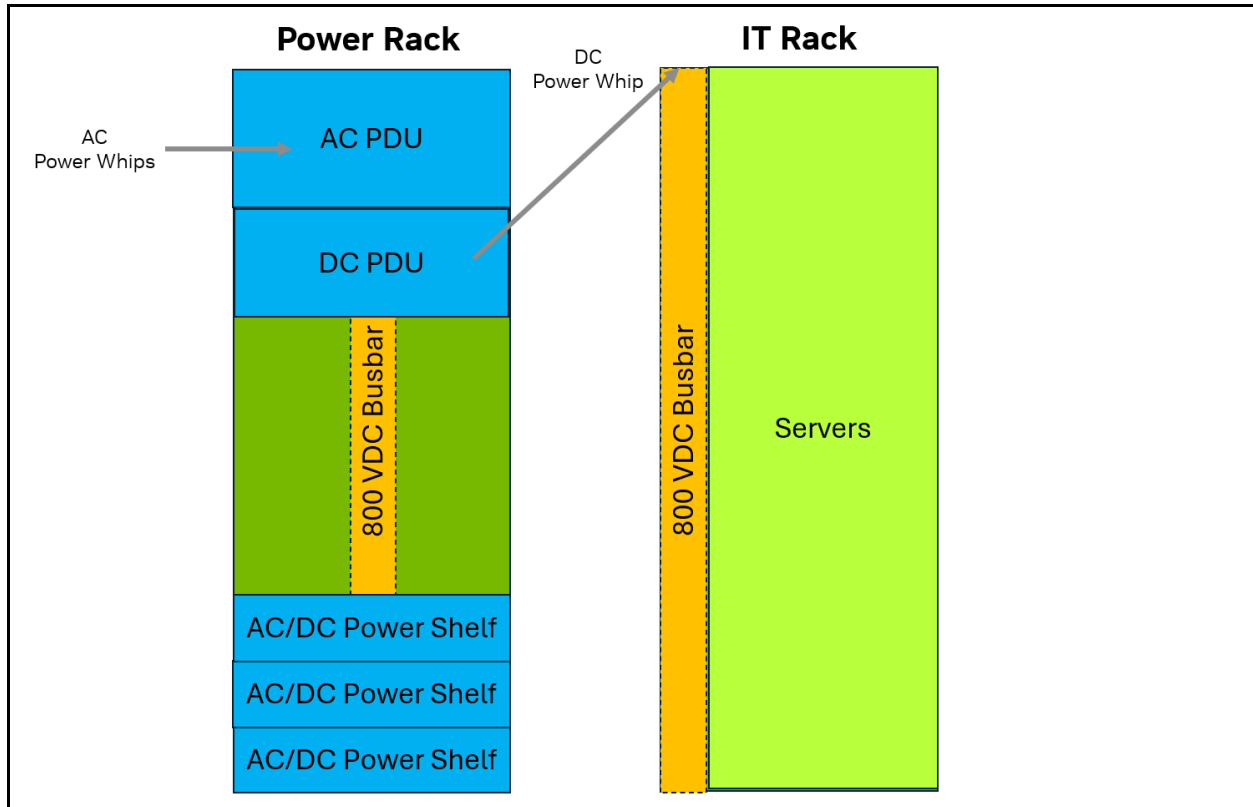 Power Rack
IT Rack
DC
Power Whip
AC
Power Whips
AC PDU
DC PDU
800 VDC Busbar
800 VDC Busbar
Servers
AC/DC Power Shelf
AC/DC Power Shelf
AC/DC Power Shelf